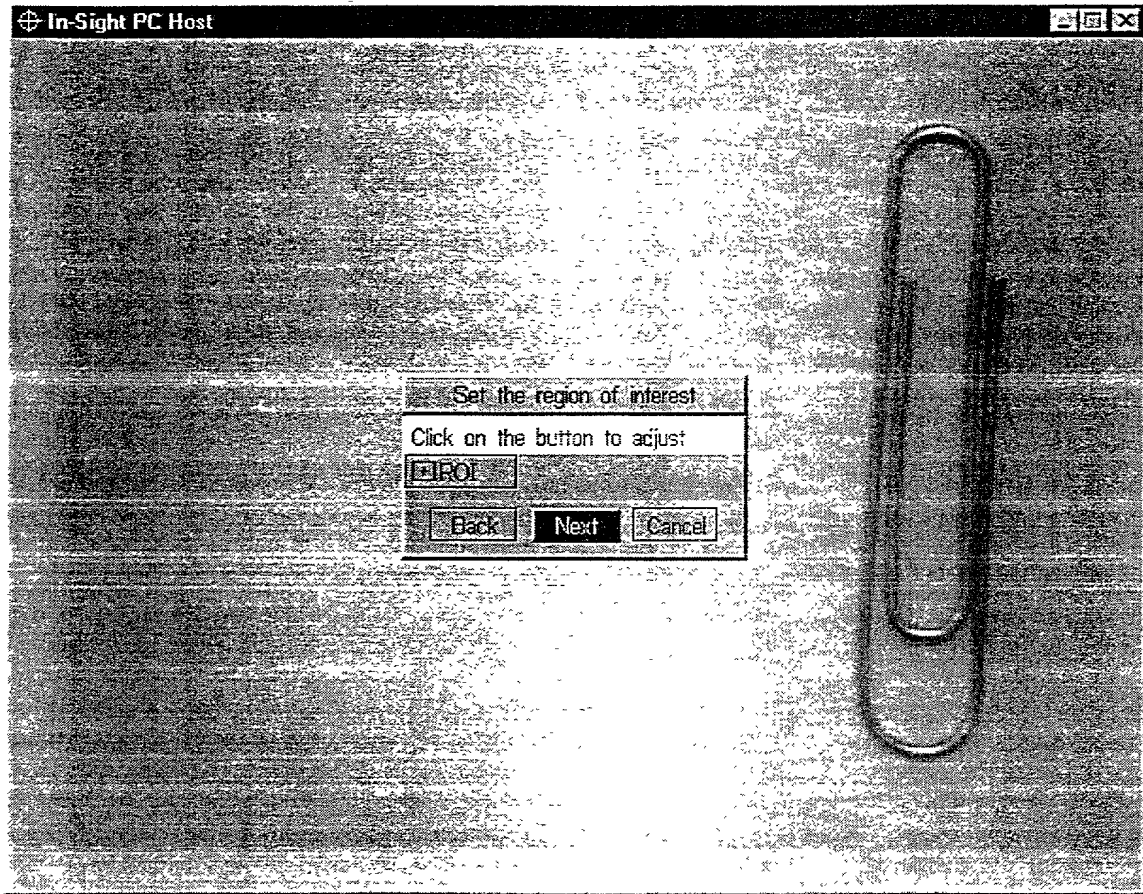 In-Sight PC Host
Set the region of interest
Click on the button to adjust
ROI
Back Next Cancel